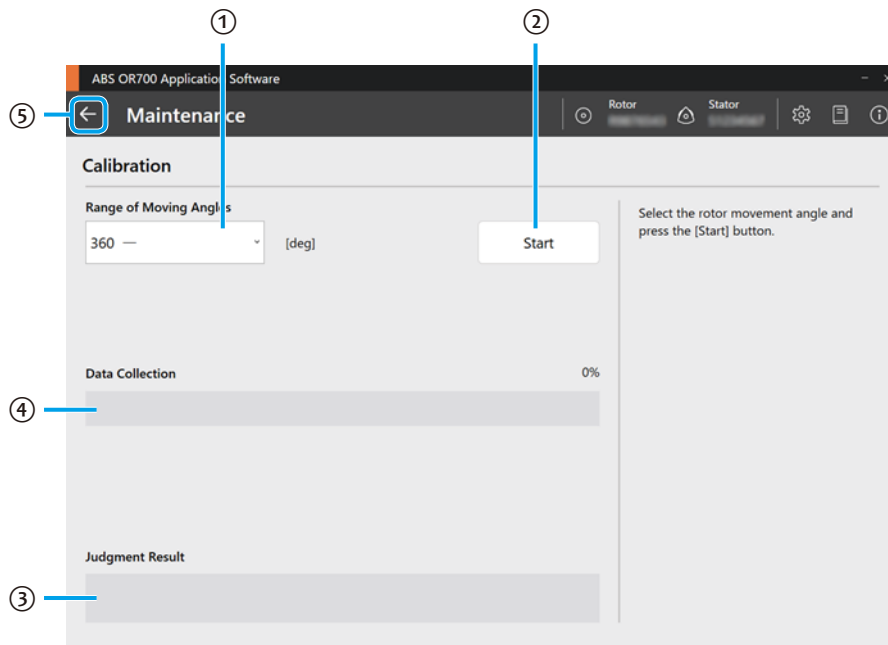 ① ②
ABS OR700 Application Software
⑤ Maintenance Rotor Stator
Calibration
Range of Moving Angles
360 — [deg] Start
Select the rotor movement angle and
press the [Start] button.
Data Collection 0%
④
Judgment Result
③